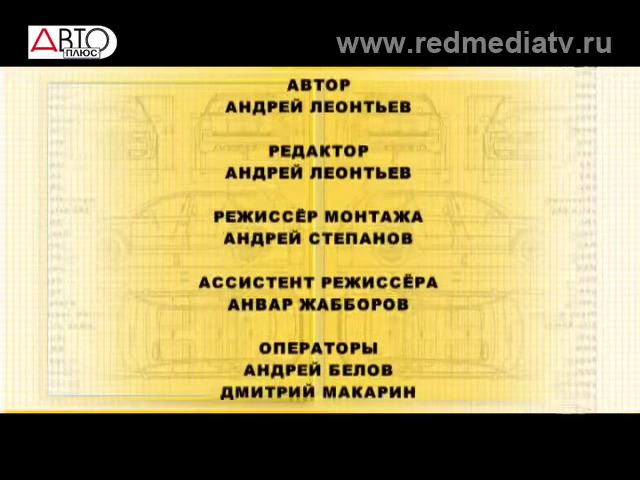 АВТО
ПЛЮС
www.redmediatv.ru
АВТОР
АНДРЕЙ ЛЕОНТЬЕВ
РЕДАКТОР
АНДРЕЙ ЛЕОНТЬЕВ
РЕЖИССЁР МОНТАЖА
АНДРЕЙ СТЕПАНОВ
АССИСТЕНТ РЕЖИССЁРА
АНВАР ЖАББОРОВ
ОПЕРАТОРЫ
АНДРЕЙ БЕЛОВ
ДМИТРИЙ МАКАРИН